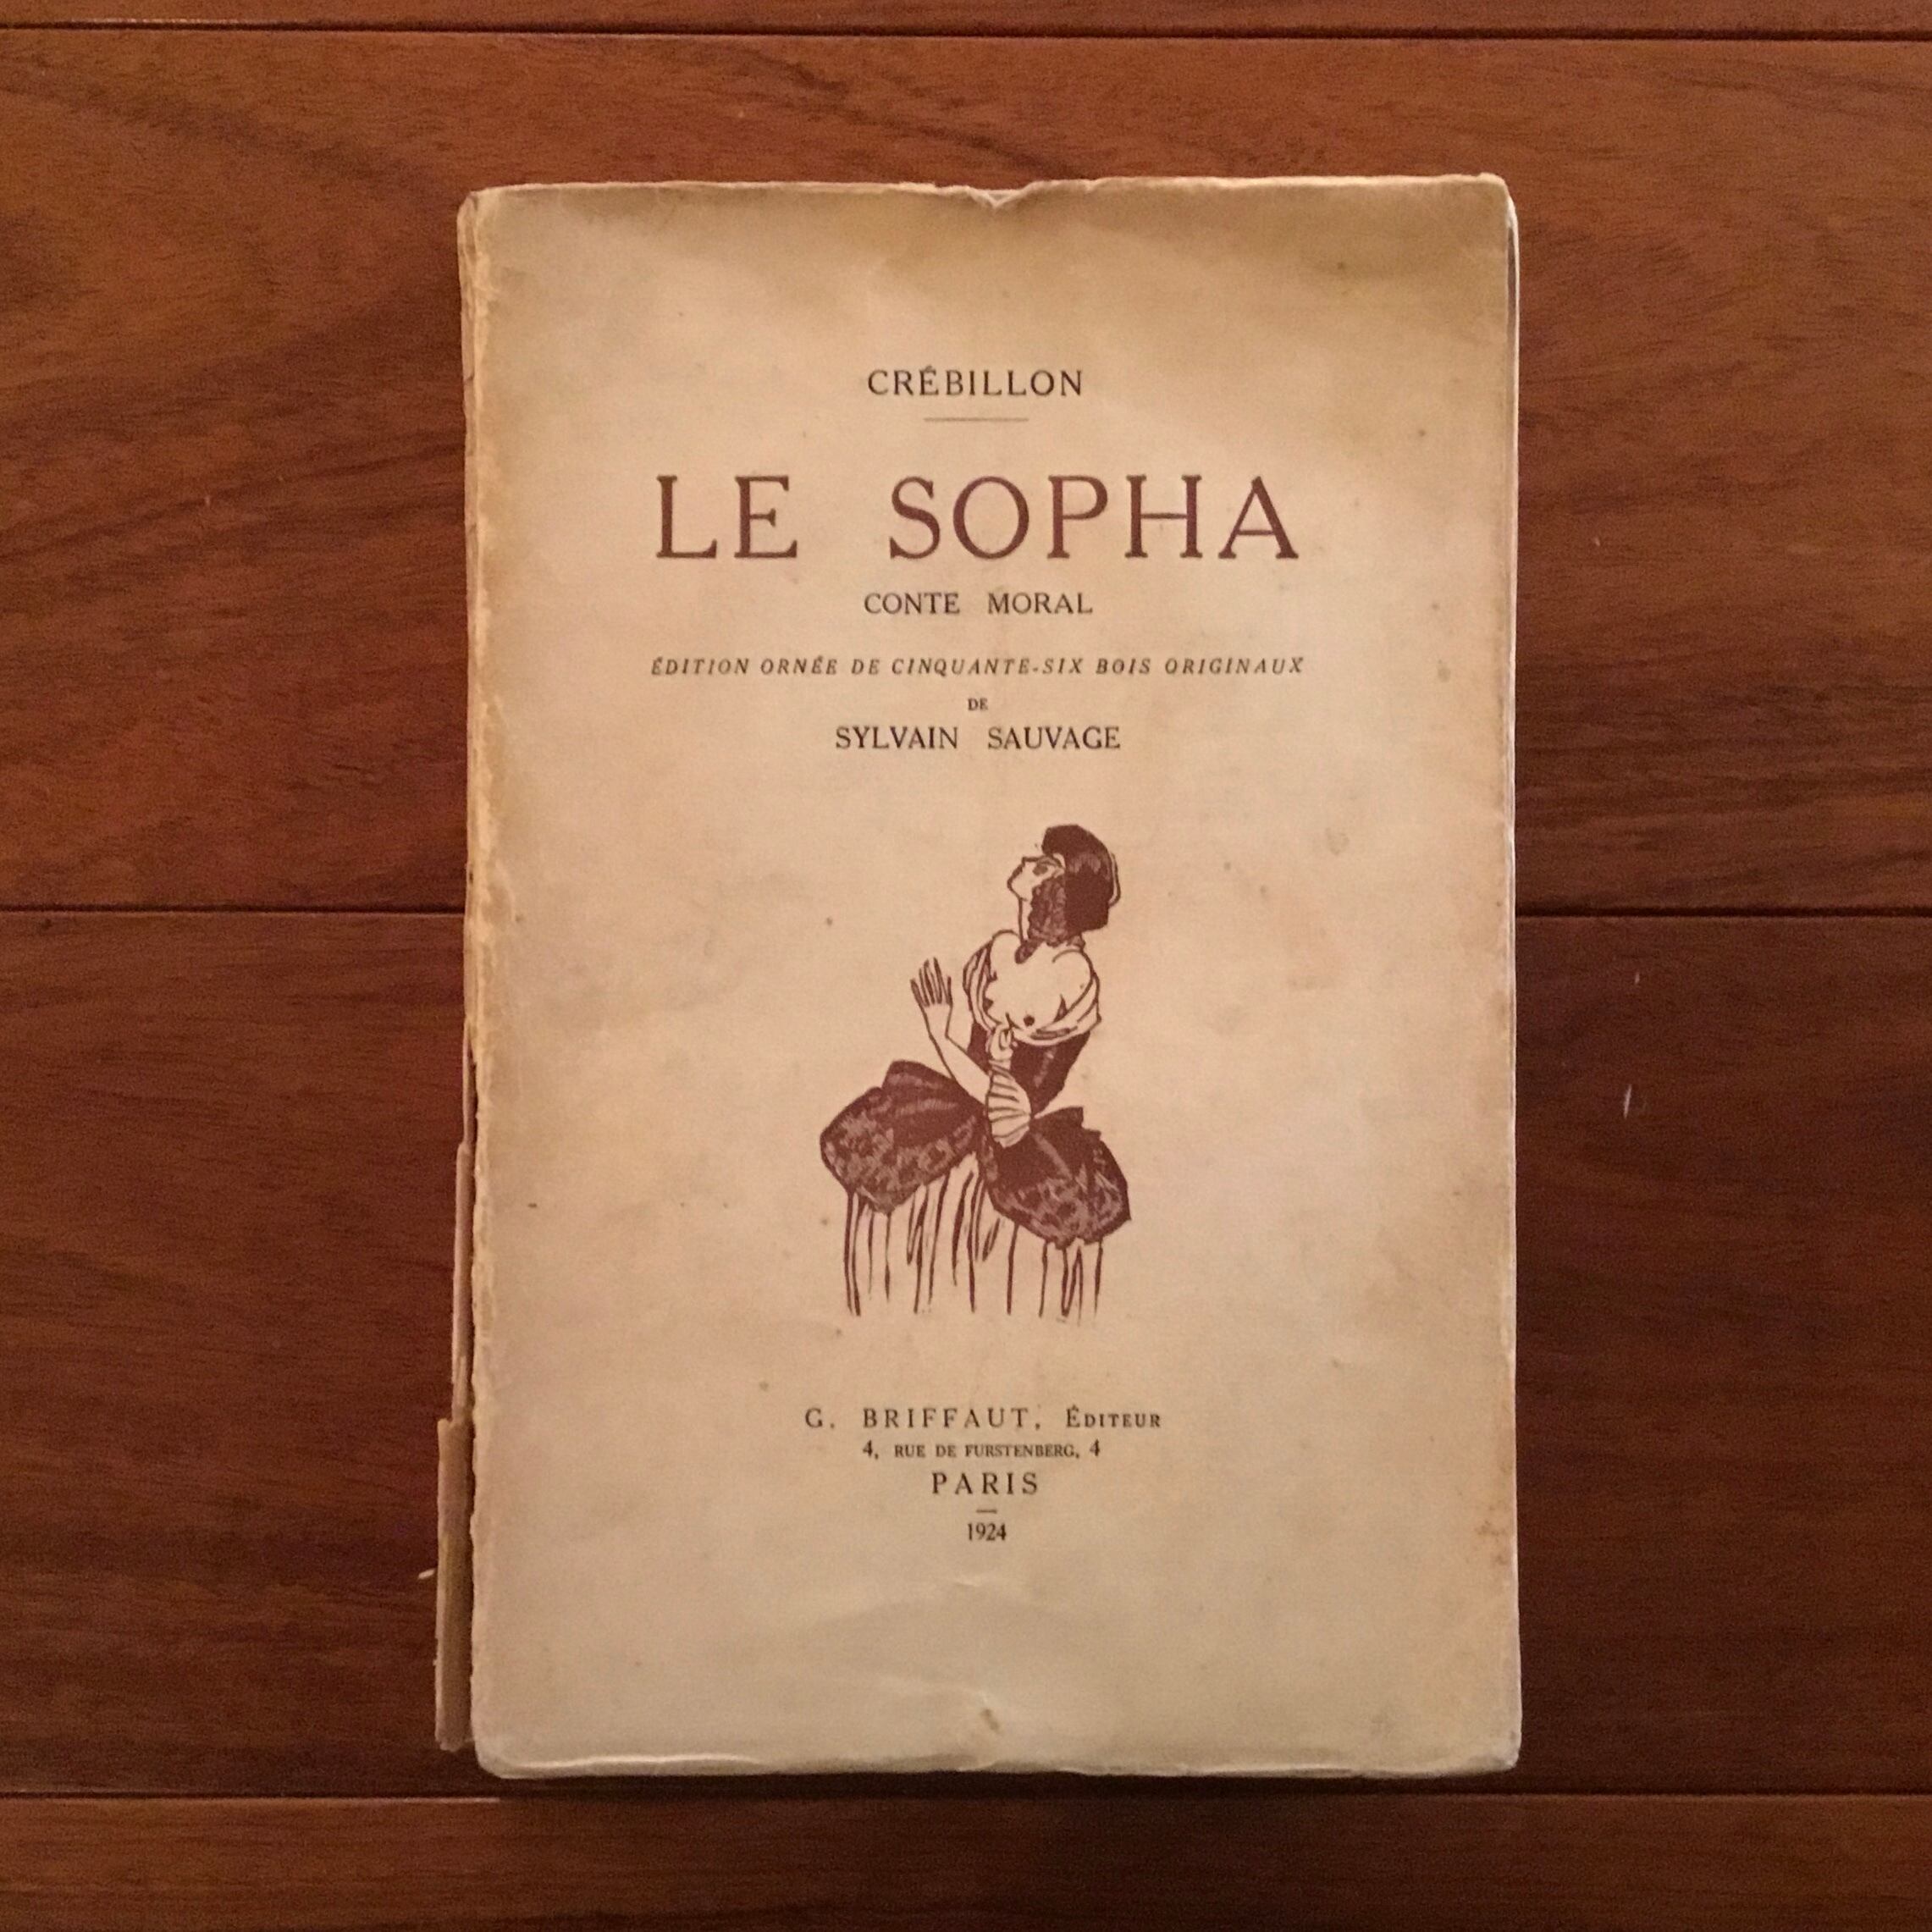 CRÉBILLON
LE SOPHA
CONTE MORAL
ÉDITION ORNÉE DE CINQUANTE-SIX BOIS ORIGINAUX
DE
SYLVAIN SAUVAGE
G. BRIFFAUT, ÉDITEUR
4, RUE DE FURSTENBERG, 4
PARIS
1924